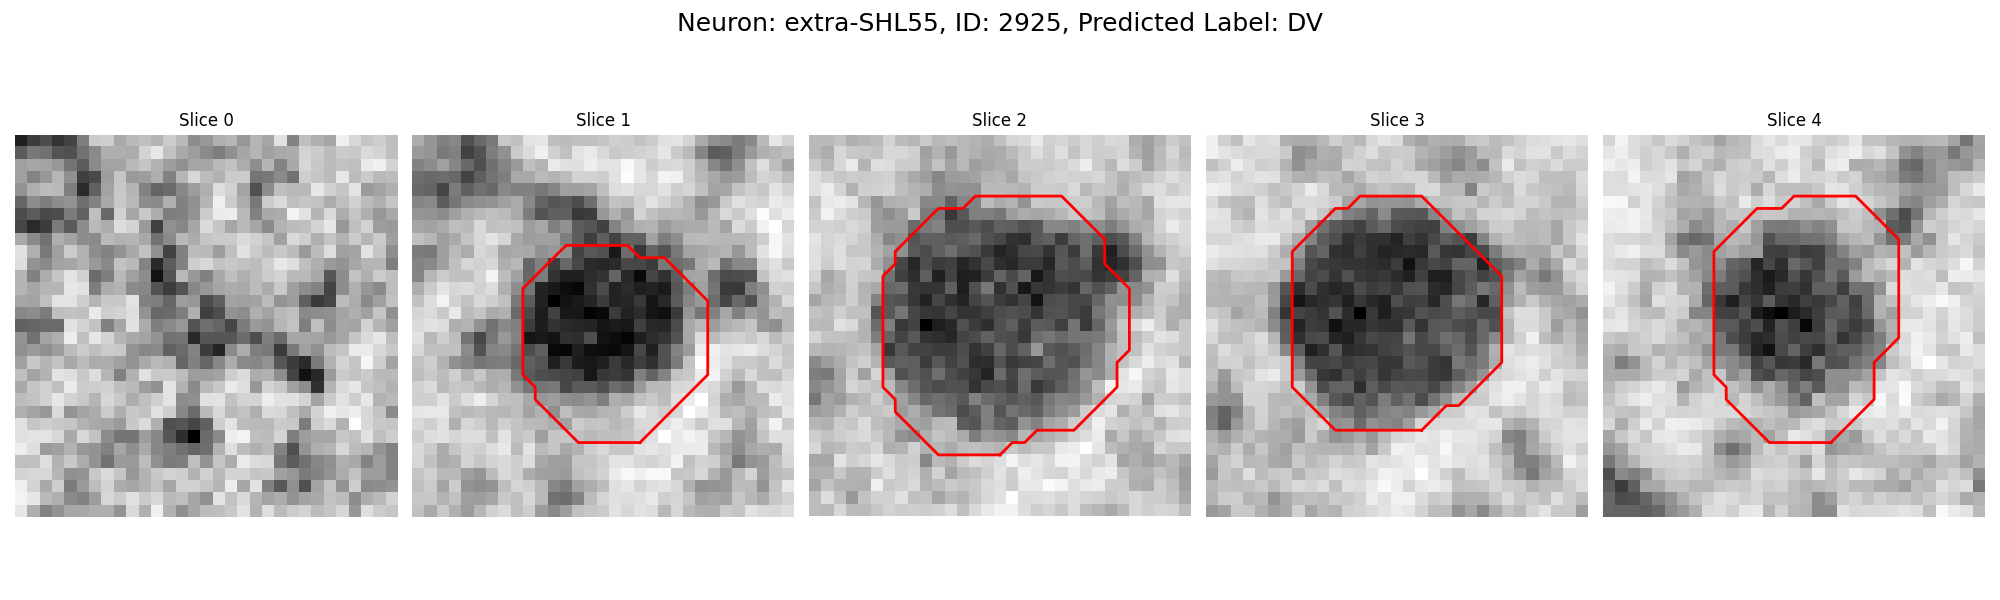 Neuron: extra-SHL55, ID: 2925, Predicted Label: DV
Slice 0
Slice 1
Slice 2
Slice 3
Slice 4